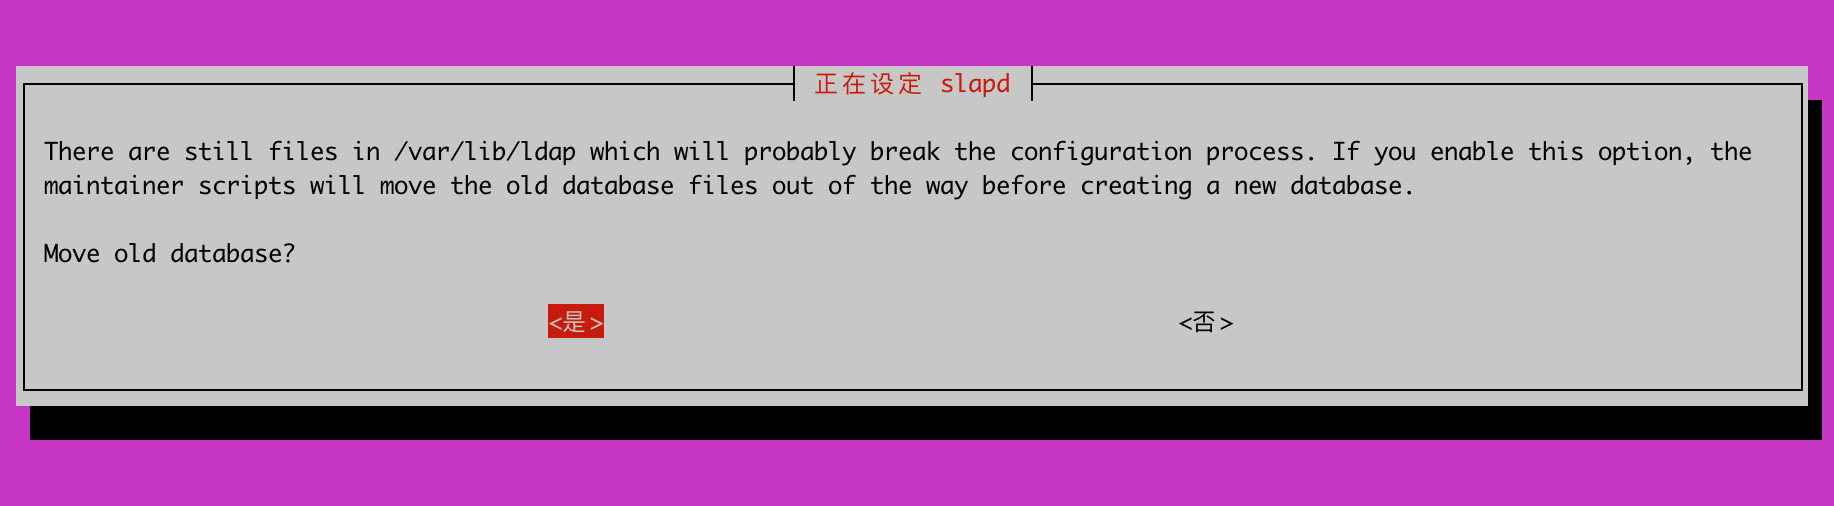 正在设定 slapd
There are still files in /var/lib/ldap which will probably break the configuration process. If you enable this option, the
maintainer scripts will move the old database files out of the way before creating a new database.
Move old database?
<是> <否>